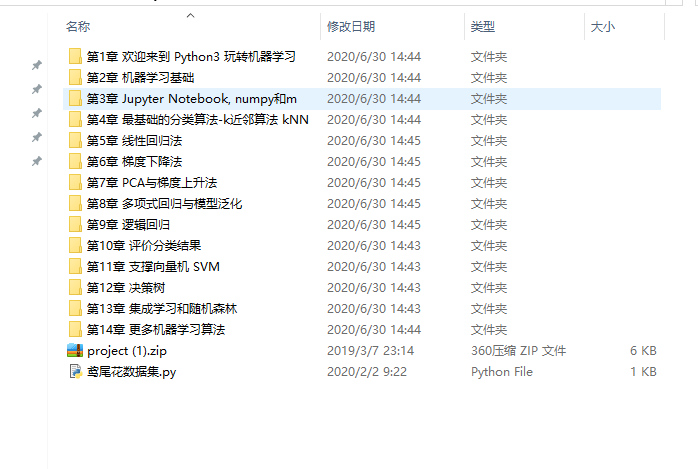 名称 修改日期 类型 大小
第1章 欢迎来到 Python3 玩转机器学习 2020/6/30 14:44 文件夹
第2章 机器学习基础 2020/6/30 14:44 文件夹
第3章 Jupyter Notebook, numpy和m 2020/6/30 14:44 文件夹
第4章 最基础的分类算法-k近邻算法 kNN 2020/6/30 14:44 文件夹
第5章 线性回归法 2020/6/30 14:45 文件夹
第6章 梯度下降法 2020/6/30 14:45 文件夹
第7章 PCA与梯度上升法 2020/6/30 14:45 文件夹
第8章 多项式回归与模型泛化 2020/6/30 14:45 文件夹
第9章 逻辑回归 2020/6/30 14:45 文件夹
第10章 评价分类结果 2020/6/30 14:43 文件夹
第11章 支撑向量机 SVM 2020/6/30 14:43 文件夹
第12章 决策树 2020/6/30 14:43 文件夹
第13章 集成学习和随机森林 2020/6/30 14:43 文件夹
第14章 更多机器学习算法 2020/6/30 14:44 文件夹
project (1).zip 2019/3/7 23:14 360压缩 ZIP 文件 6 KB
鸢尾花数据集.py 2020/2/2 9:22 Python File 1 KB